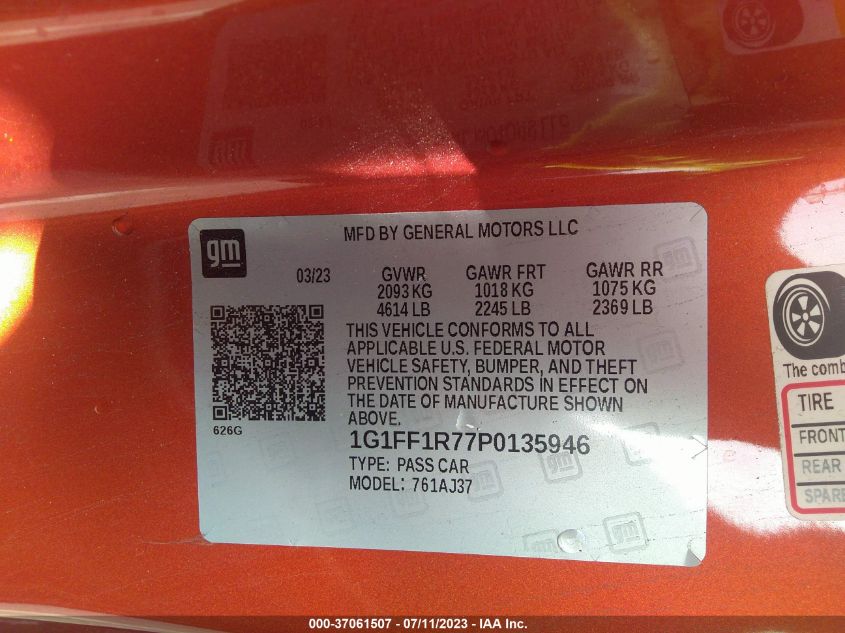 gm
MFD BY GENERAL MOTORS LLC
03/23
GVWR GAWR FRT GAWR RR
2093 KG 1018 KG 1075 KG
4614 LB 2245 LB 2369 LB
THIS VEHICLE CONFORMS TO ALL
APPLICABLE U.S. FEDERAL MOTOR
VEHICLE SAFETY, BUMPER, AND THEFT
PREVENTION STANDARDS IN EFFECT ON
THE DATE OF MANUFACTURE SHOWN
ABOVE.
626G
1G1FF1R77P0135946
TYPE: PASS CAR
MODEL: 761AJ37
The comb
TIRE
FRONT
REAR
SPARE
000-37061507 - 07/11/2023 - IAA Inc.